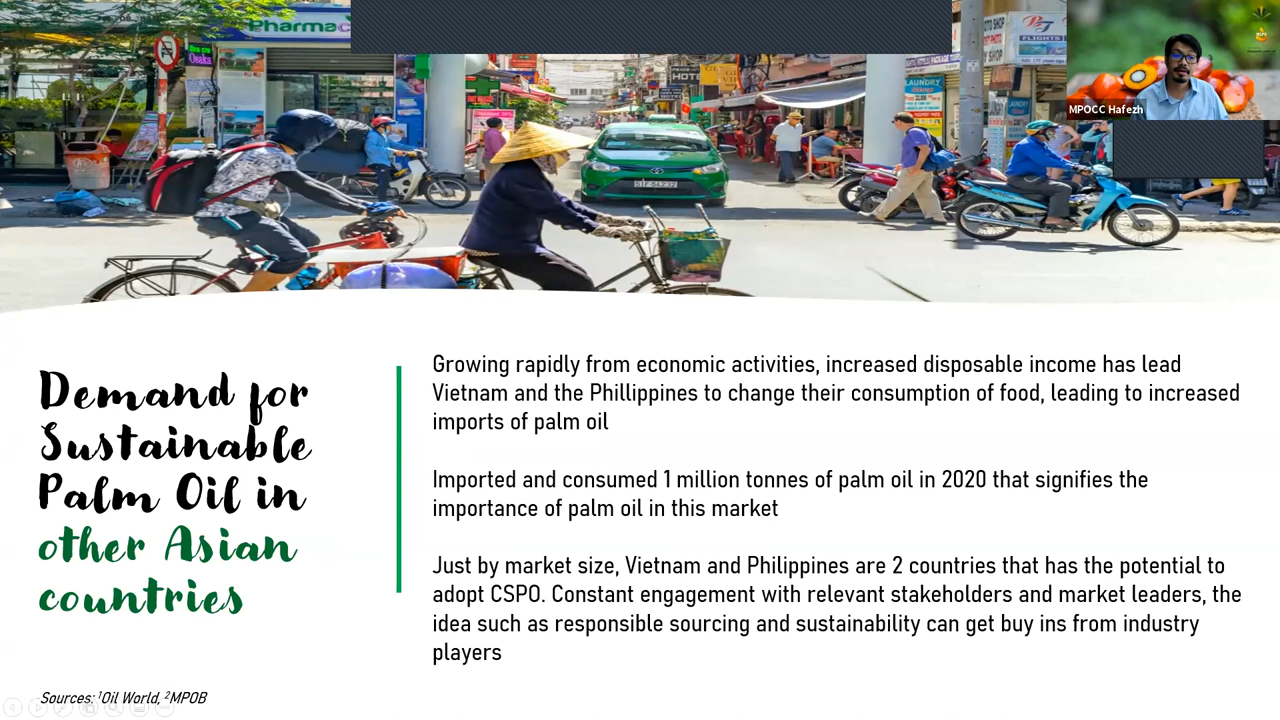 Pharma
Osaka
HOTEL
PHOTO SHOP
FLIGHTS
LAUNDRY
MPOCC Hafezh
Demand for
Sustainable
Palm Oil in
other Asian
countries
Growing rapidly from economic activities, increased disposable income has lead
Vietnam and the Phillippines to change their consumption of food, leading to increased
imports of palm oil
Imported and consumed 1 million tonnes of palm oil in 2020 that signifies the
importance of palm oil in this market
Just by market size, Vietnam and Philippines are 2 countries that has the potential to
adopt CSPO. Constant engagement with relevant stakeholders and market leaders, the
idea such as responsible sourcing and sustainability can get buy ins from industry
players
Sources: ¹Oil World, ²MPOB